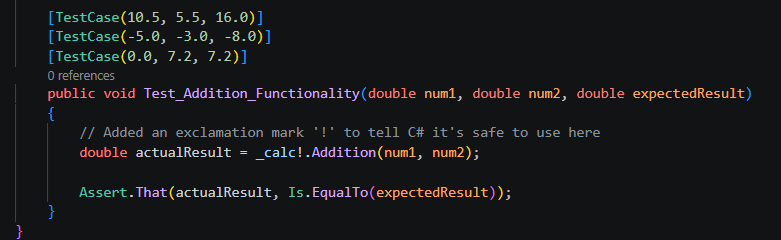 [TestCase(10.5, 5.5, 16.0)]
[TestCase(-5.0, -3.0, -8.0)]
[TestCase(0.0, 7.2, 7.2)]
0 references
public void Test_Addition_Functionality(double num1, double num2, double expectedResult)
{
// Added an exclamation mark '!' to tell C# it's safe to use here
double actualResult = _calc!.Addition(num1, num2);
Assert.That(actualResult, Is.EqualTo(expectedResult));
}
}